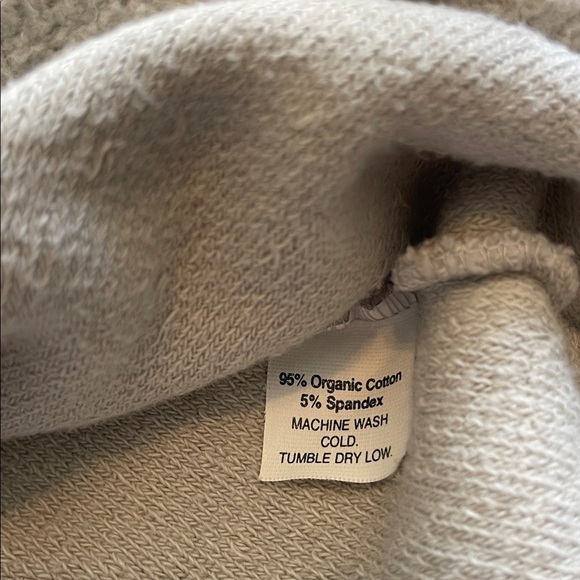 95% Organic Cotton
5% Spandex
MACHINE WASH
COLD.
TUMBLE DRY LOW.